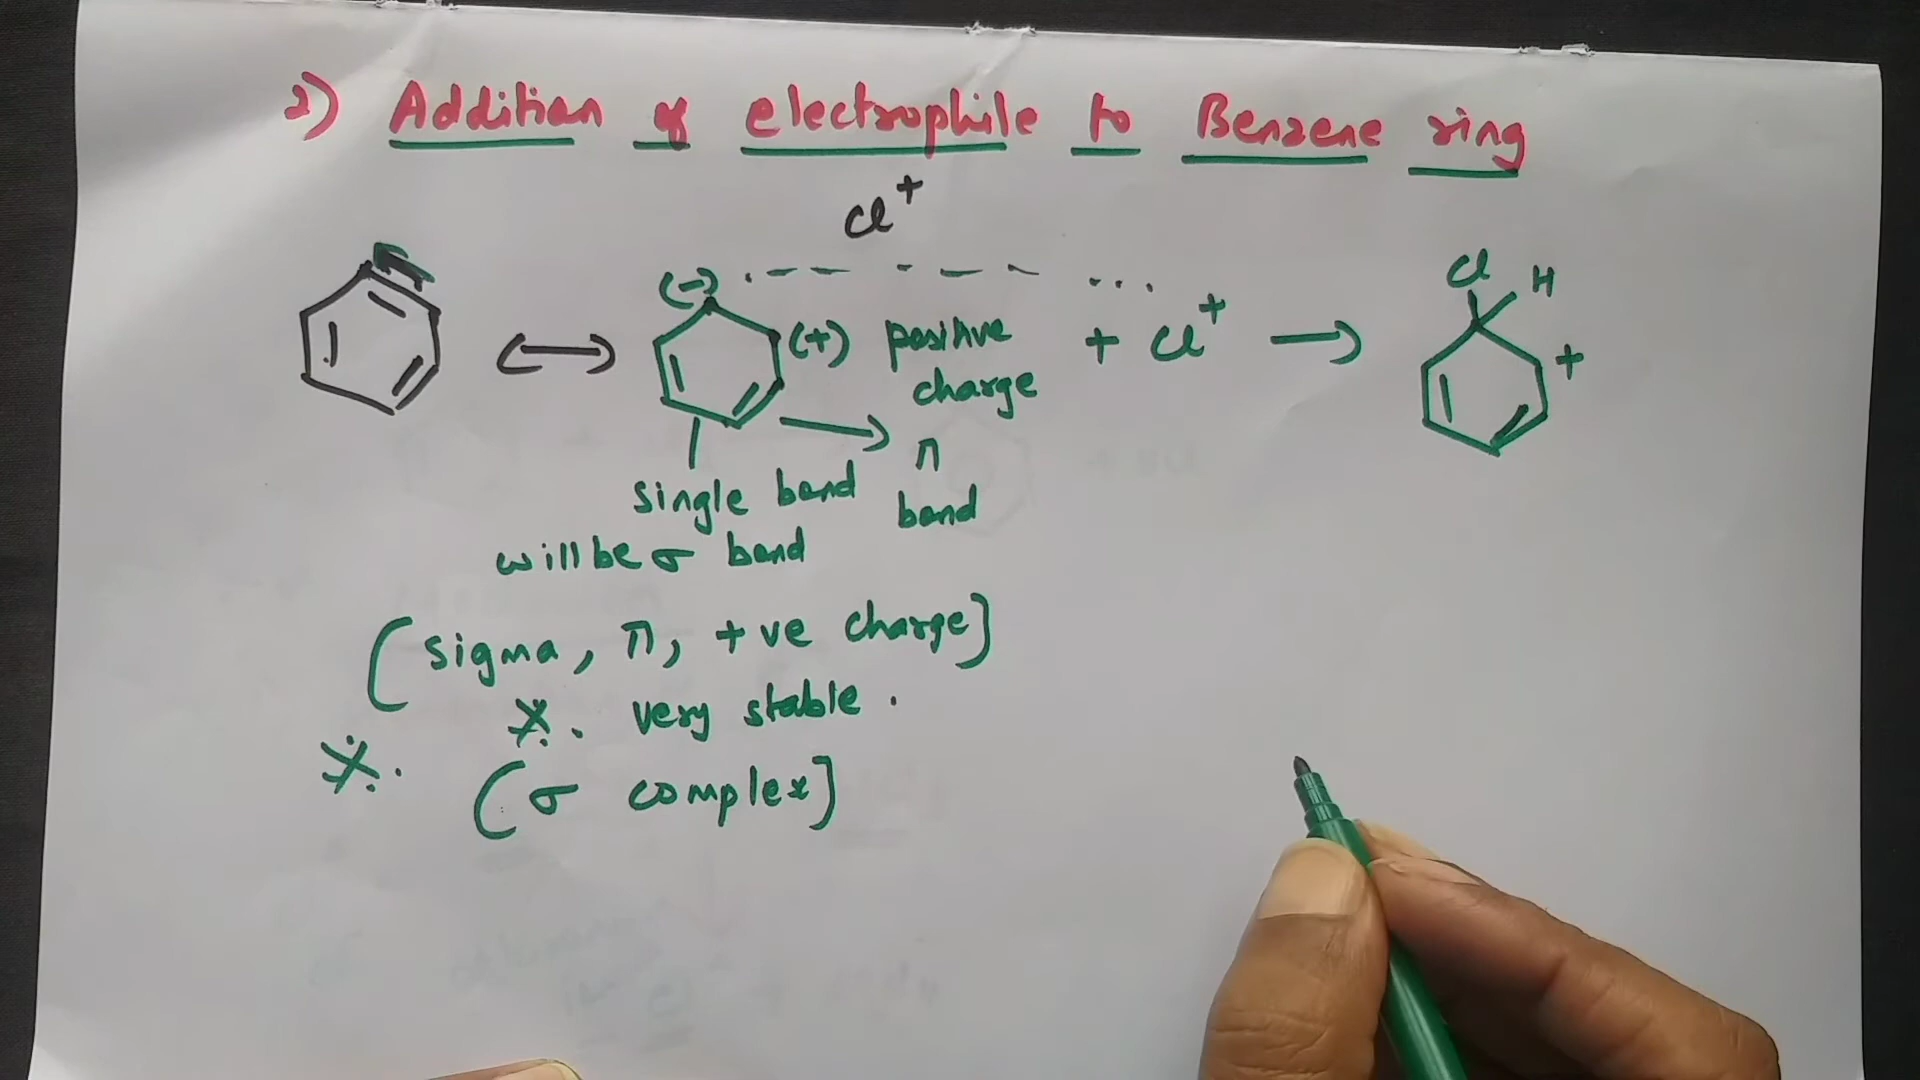 2) Addition of electrophile to Benzene ring
Cl+
(-)
(+) positive charge + Cl+
Cl H
+
π bond
single bond
will be σ bond
(sigma, π, +ve charge]
very stable.
(σ complex]